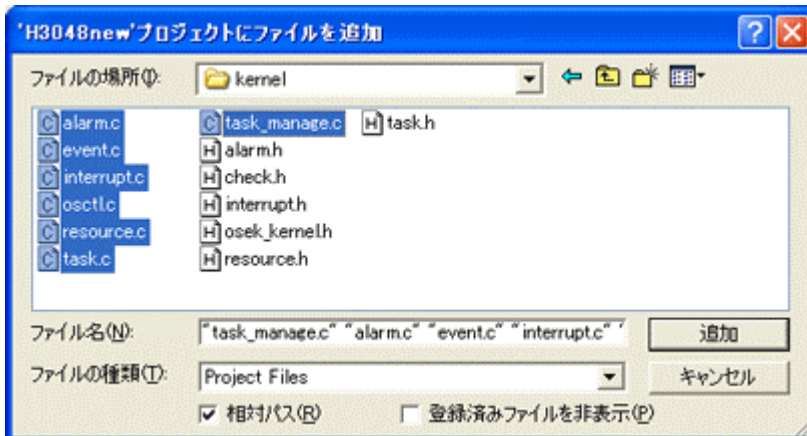 'H3048new'プロジェクトにファイルを追加
ファイルの場所(I):
kernel
alarm.c
event.c
interrupt.c
osctl.c
resource.c
task.c
task_manage.c
alarm.h
check.h
interrupt.h
osek_kernel.h
resource.h
task.h
ファイル名(N):
"task_manage.c" "alarm.c" "event.c" "interrupt.c" "
追加
ファイルの種類(T):
Project Files
キャンセル
相対パス(R)
登録済みファイルを非表示(P)